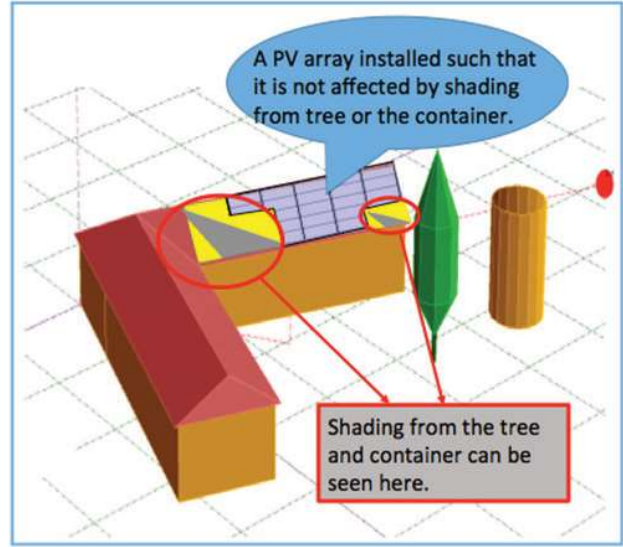 A PV array installed such that
it is not affected by shading
from tree or the container.
Shading from the tree
and container can be
seen here.